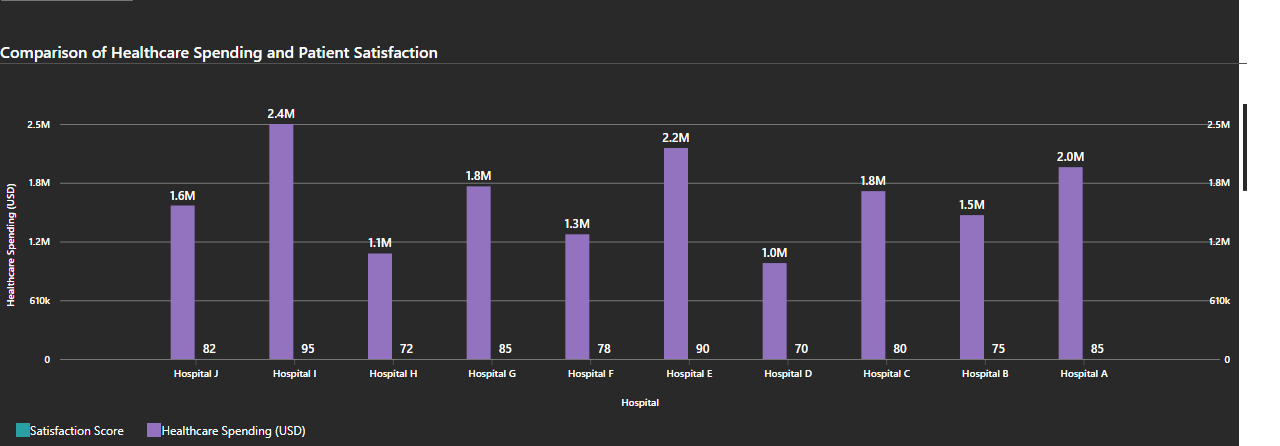 Comparison of Healthcare Spending and Patient Satisfaction
2.4M
2.2M
2.5M 2.5M
2.0M
1.8M 1.8M
1.8M 1.8M
1.6M
1.5M
1.3M
1.2M 1.1M 1.2M
1.0M
Healthcare Spending (USD)
610k 610k
82 95 72 85 78 90 70 80 75 85
0 0
Hospital J Hospital I Hospital H Hospital G Hospital F Hospital E Hospital D Hospital C Hospital B Hospital A
Hospital
Satisfaction Score Healthcare Spending (USD)